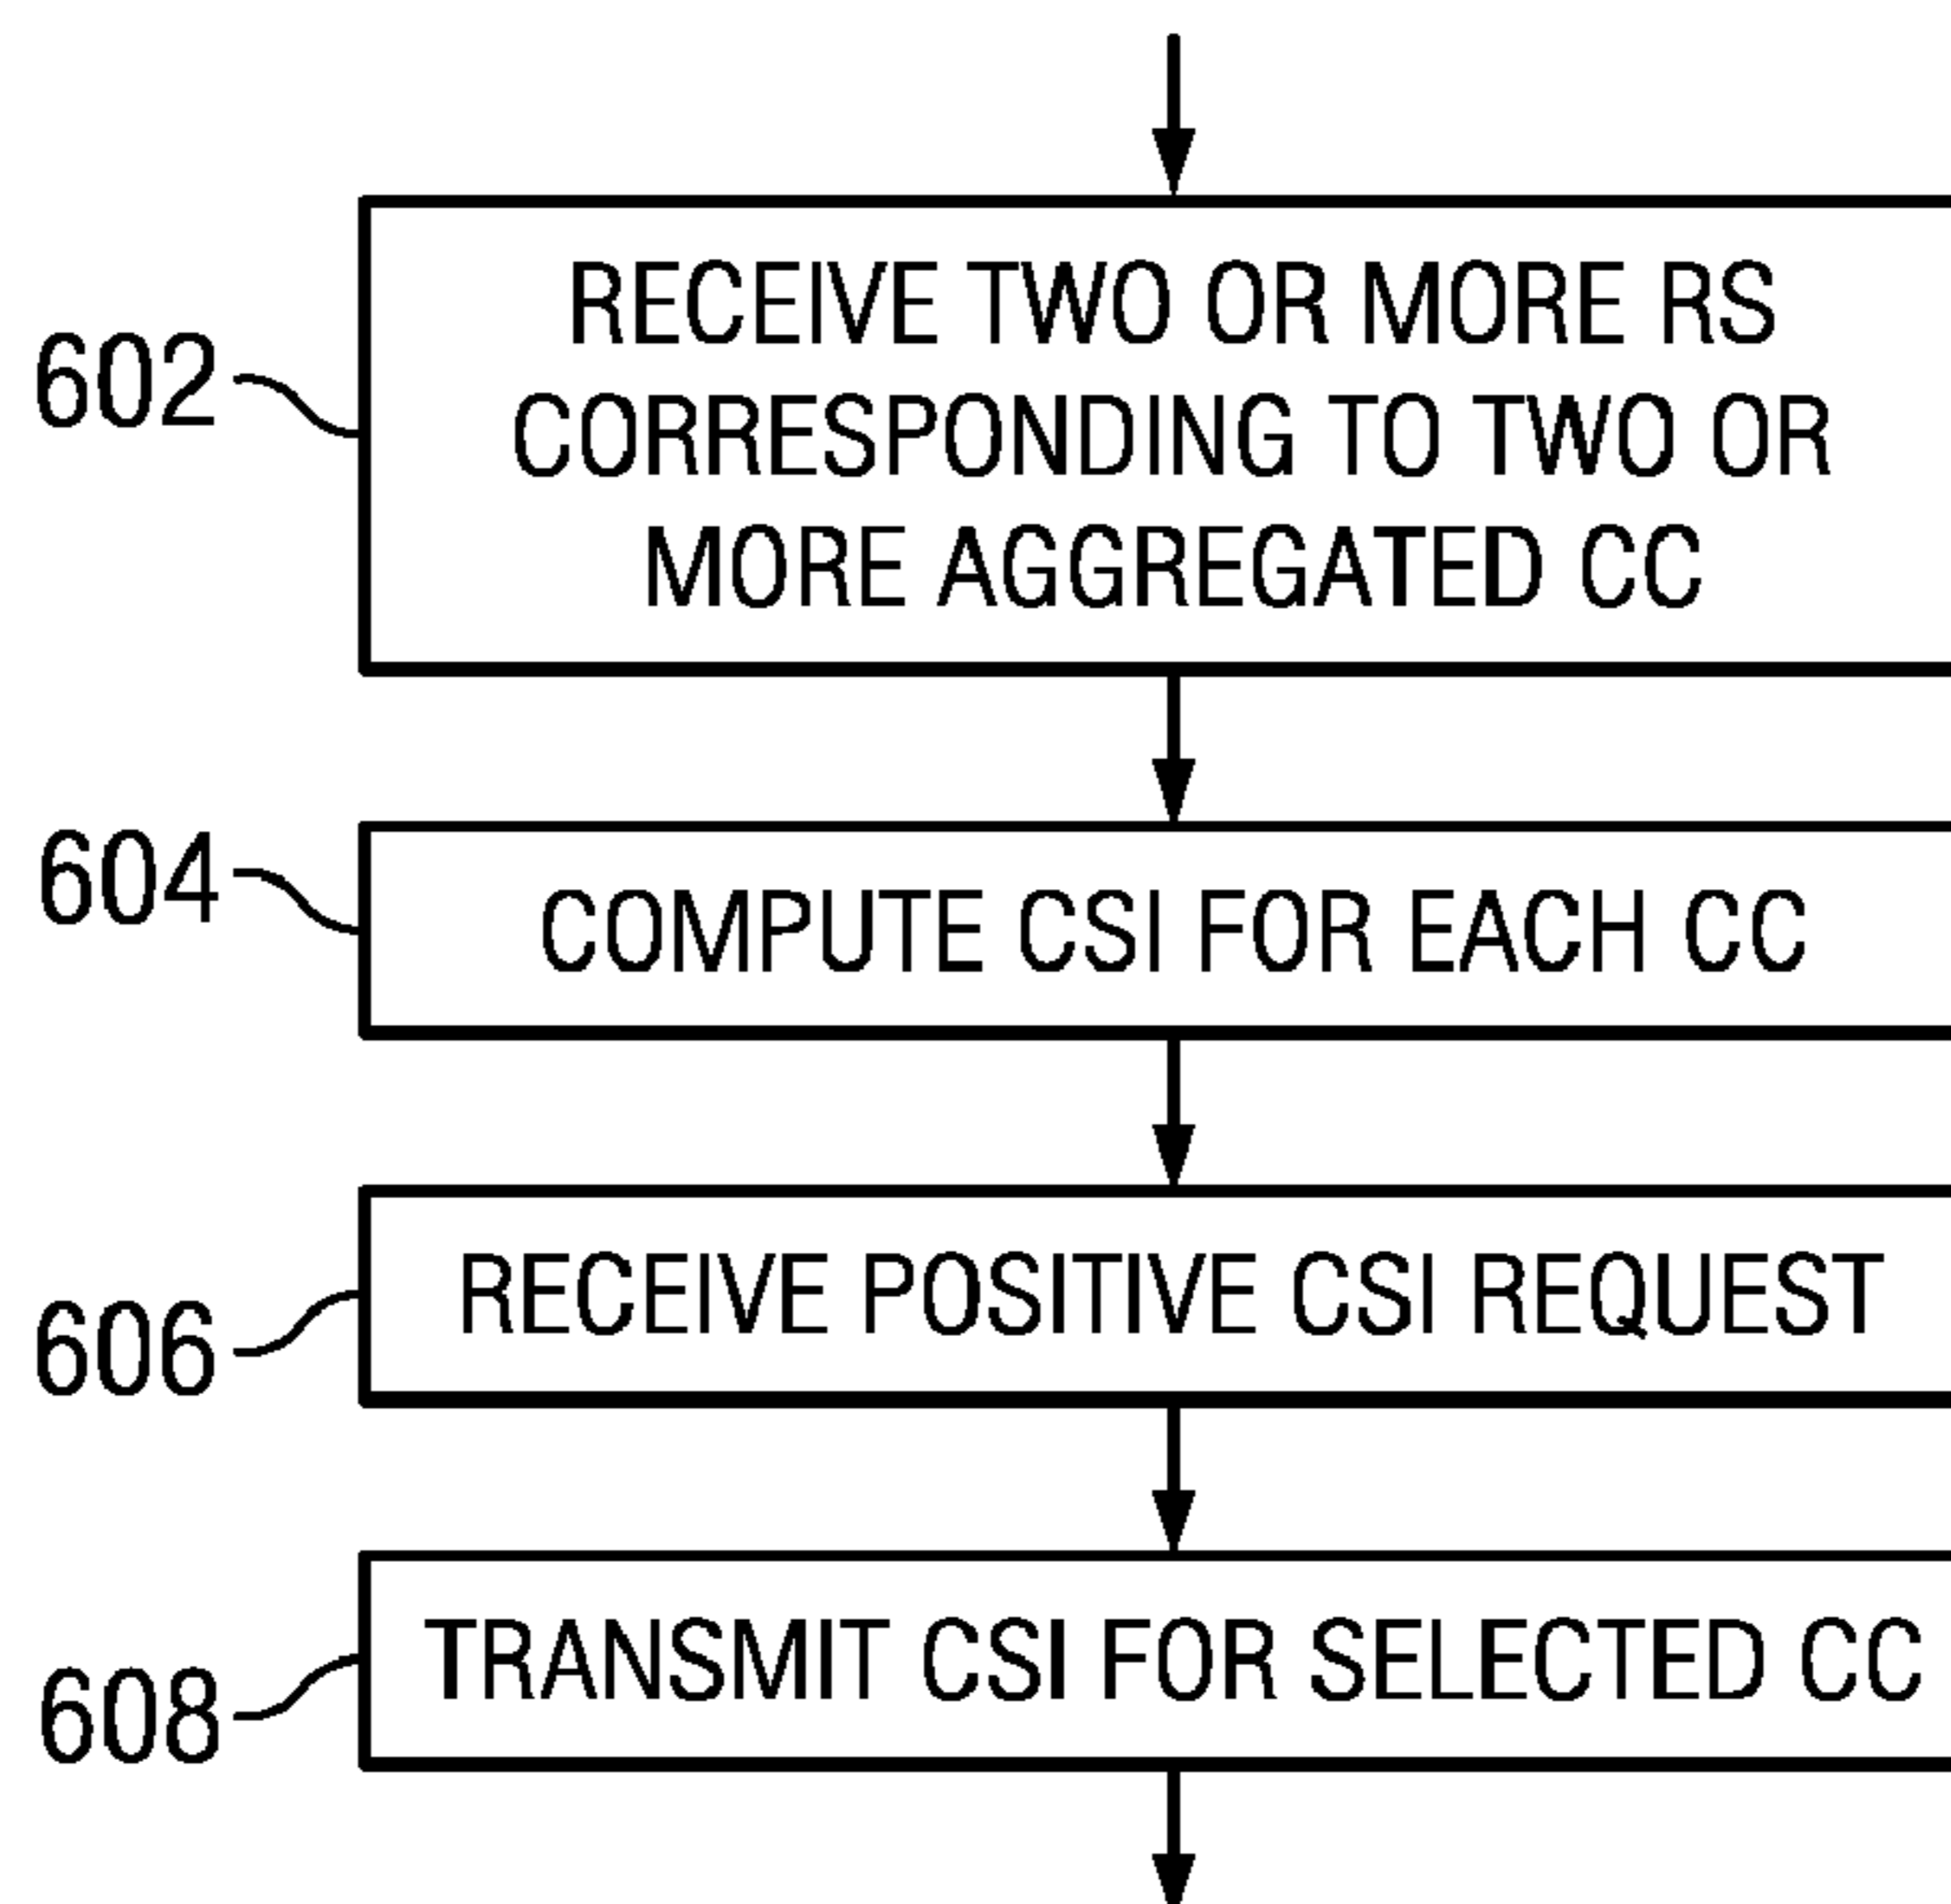 602
RECEIVE TWO OR MORE RS
CORRESPONDING TO TWO OR
MORE AGGREGATED CC
604
COMPUTE CSI FOR EACH CC
606
RECEIVE POSITIVE CSI REQUEST
608
TRANSMIT CSI FOR SELECTED CC